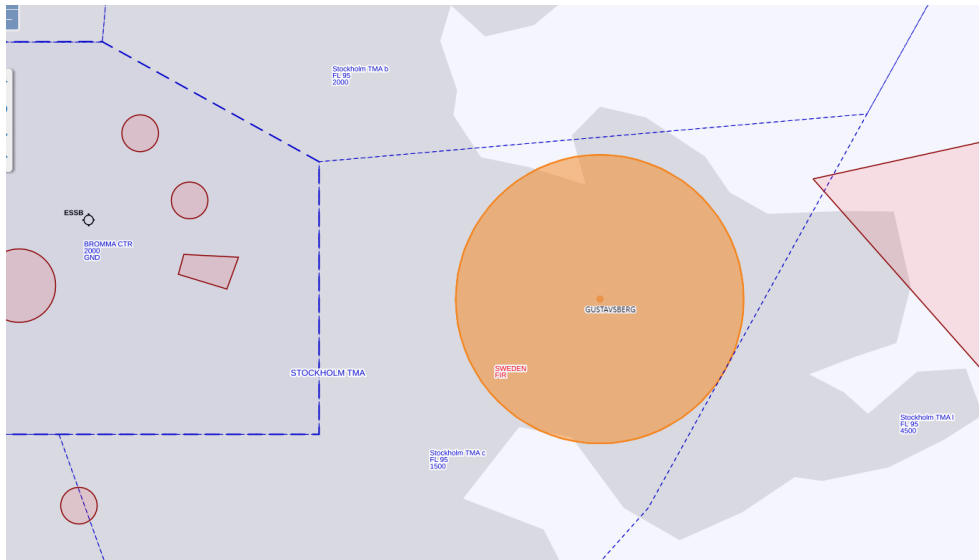 Stockholm TMA b
FL 95
2000
ESSB
BROMMA CTR
2000
GND
GUSTAVSBERG
SWEDEN
FIR
STOCKHOLM TMA
Stockholm TMA l
FL 95
4500
Stockholm TMA c
FL 95
1500